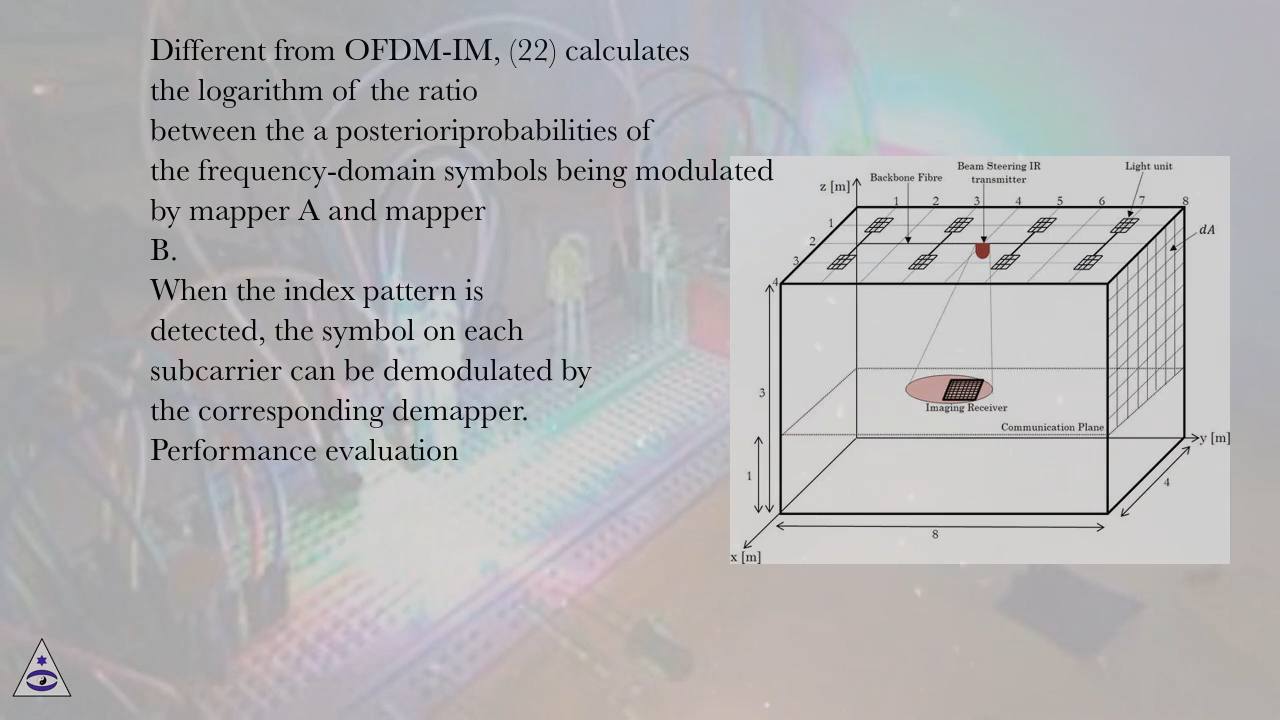 Different from OFDM-IM, (22) calculates
the logarithm of the ratio
between the a posterioriprobabilities of
the frequency-domain symbols being modulated
by mapper A and mapper
B.
When the index pattern is
detected, the symbol on each
subcarrier can be demodulated by
the corresponding demapper.
Performance evaluation
Beam Steering IR
transmitter
Light unit
Backbone Fibre
z [m]
1 2 3 4 5 6 7 8
1
2
3
4
dA
3
Imaging Receiver
Communication Plane
y [m]
1
4
8
x [m]